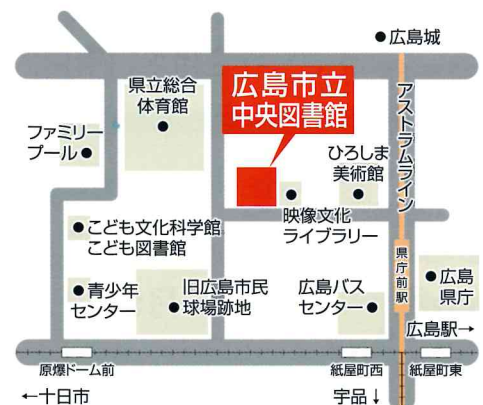 広島城
県立総合
体育館
広島市立
中央図書館
アストラムライン
ファミリー
プール
ひろしま
美術館
映像文化
ライブラリー
こども文化科学館
こども図書館
県庁前駅
青少年
センター
旧広島市民
球場跡地
広島バス
センター
広島
県庁
広島駅→
原爆ドーム前
紙屋町西
紙屋町東
←十日市
宇品↓